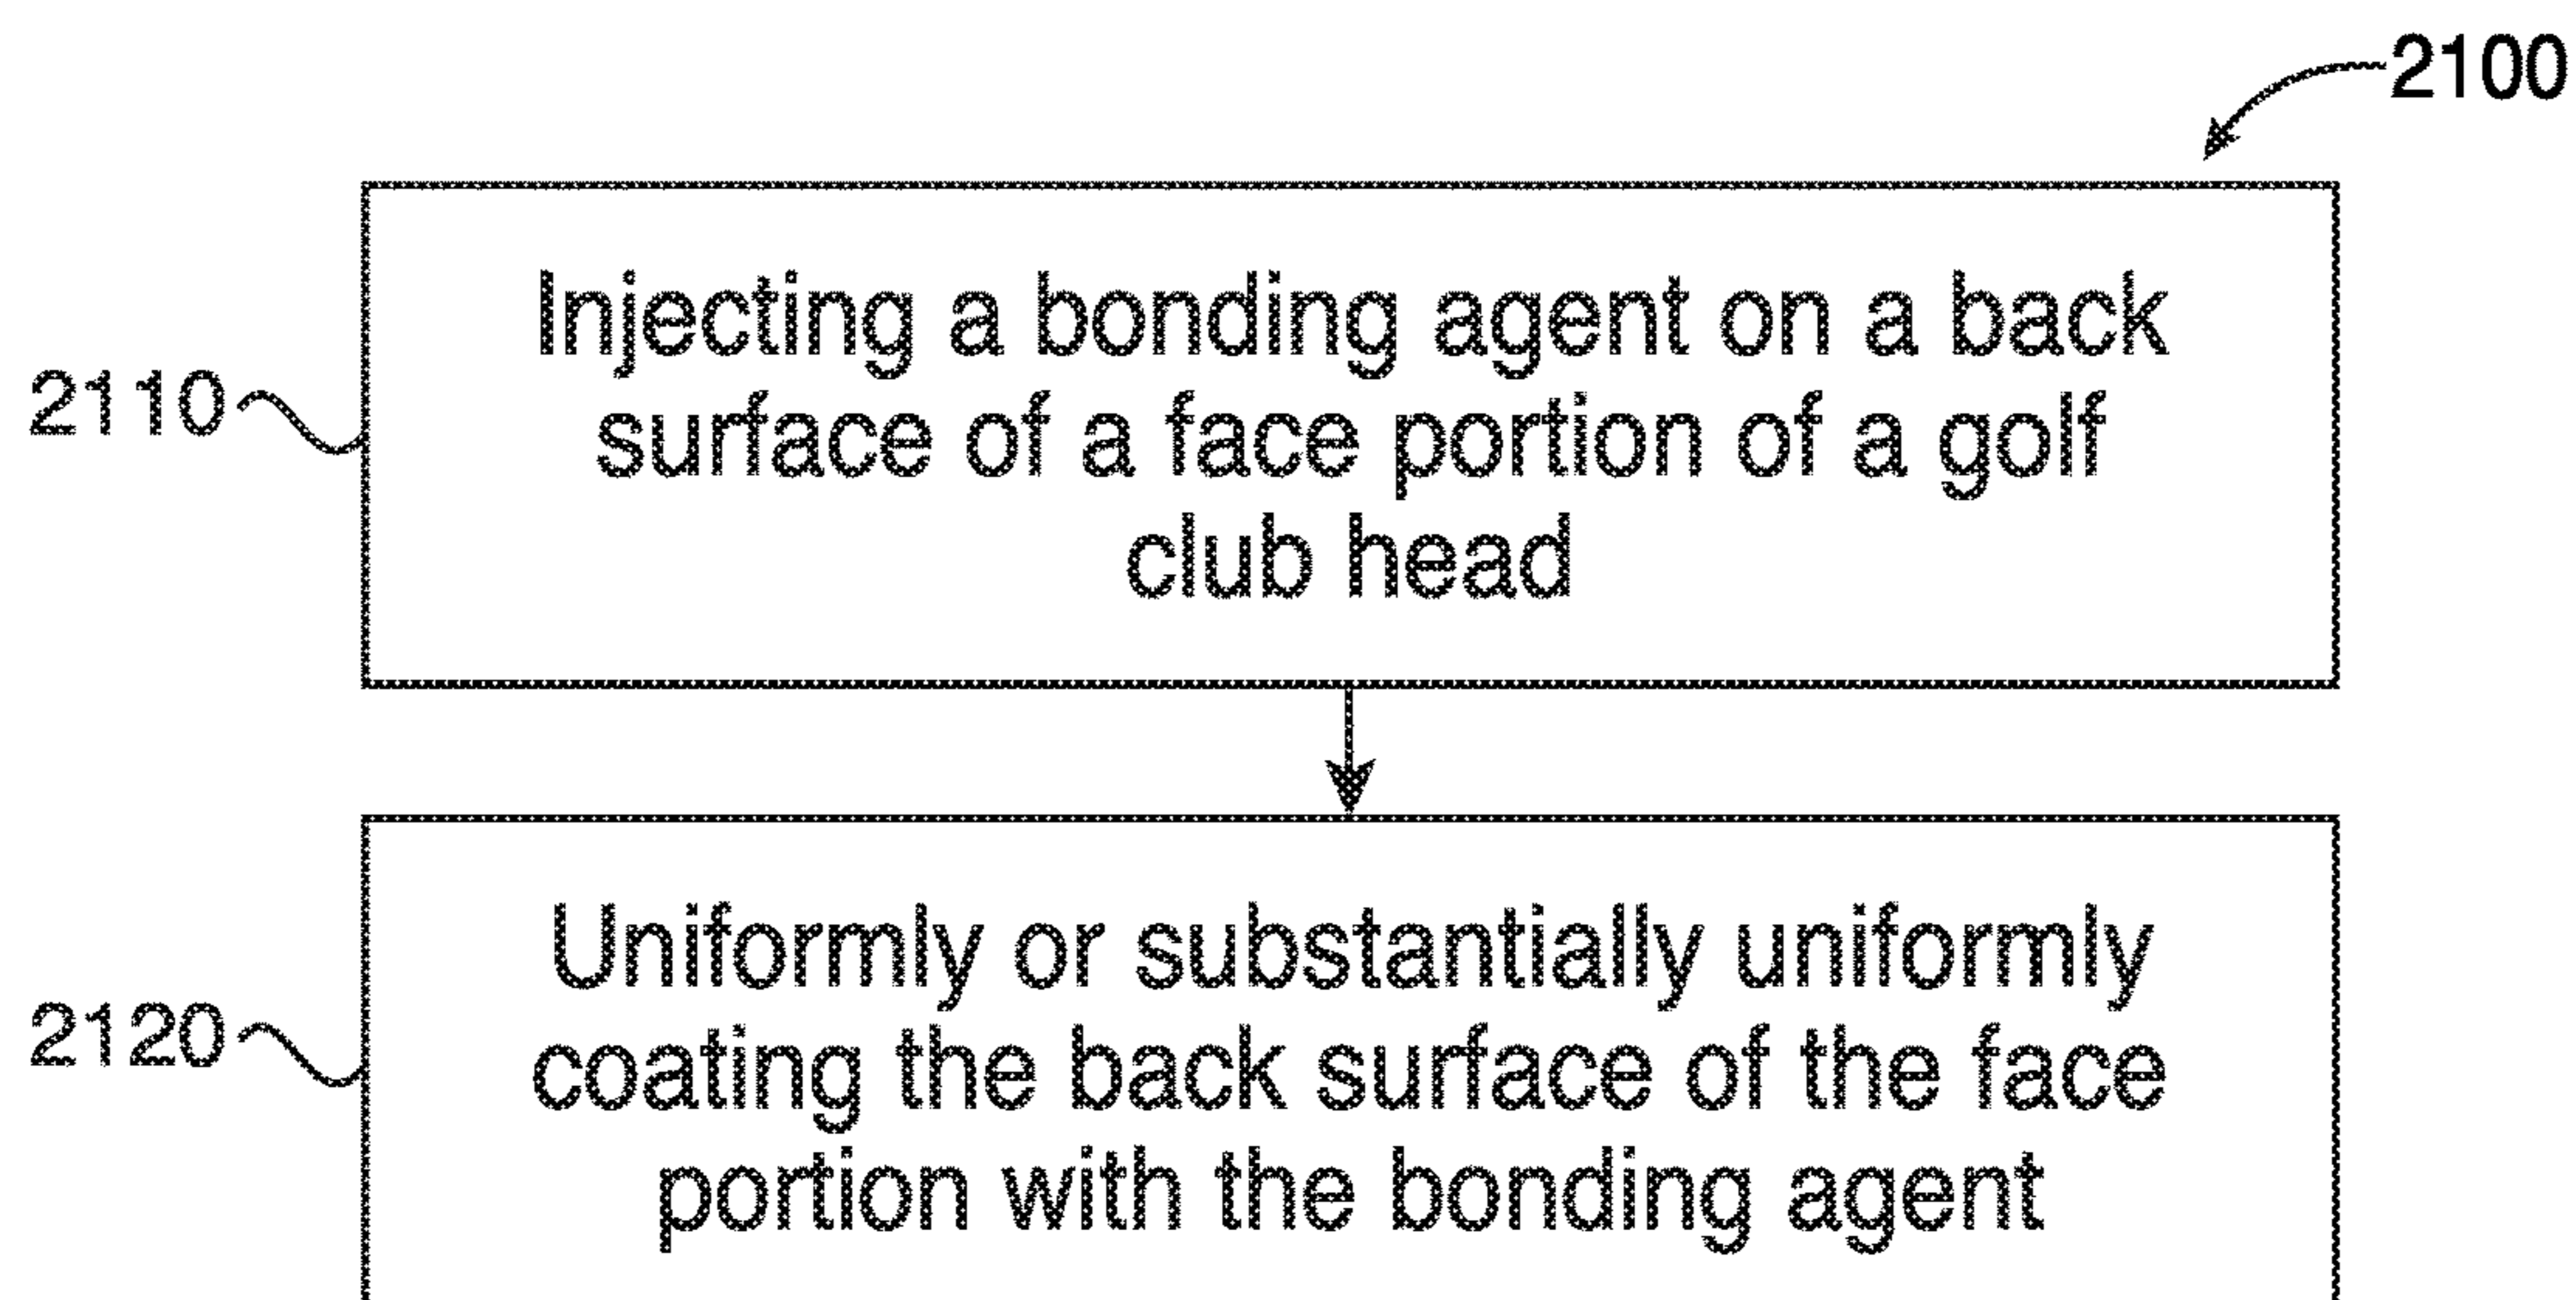 2100
Injecting a bonding agent on a back
surface of a face portion of a golf
club head
2110
Uniformly or substantially uniformly
coating the back surface of the face
portion with the bonding agent
2120